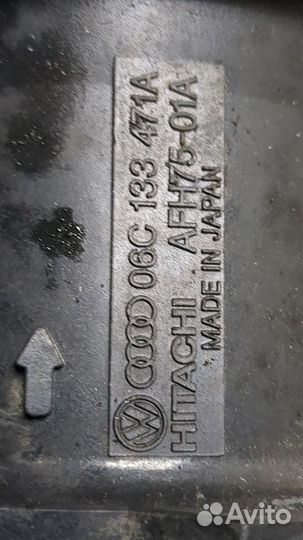 06C 133 471A
HITACHI AFH75-01A
MADE IN JAPAN
Avito